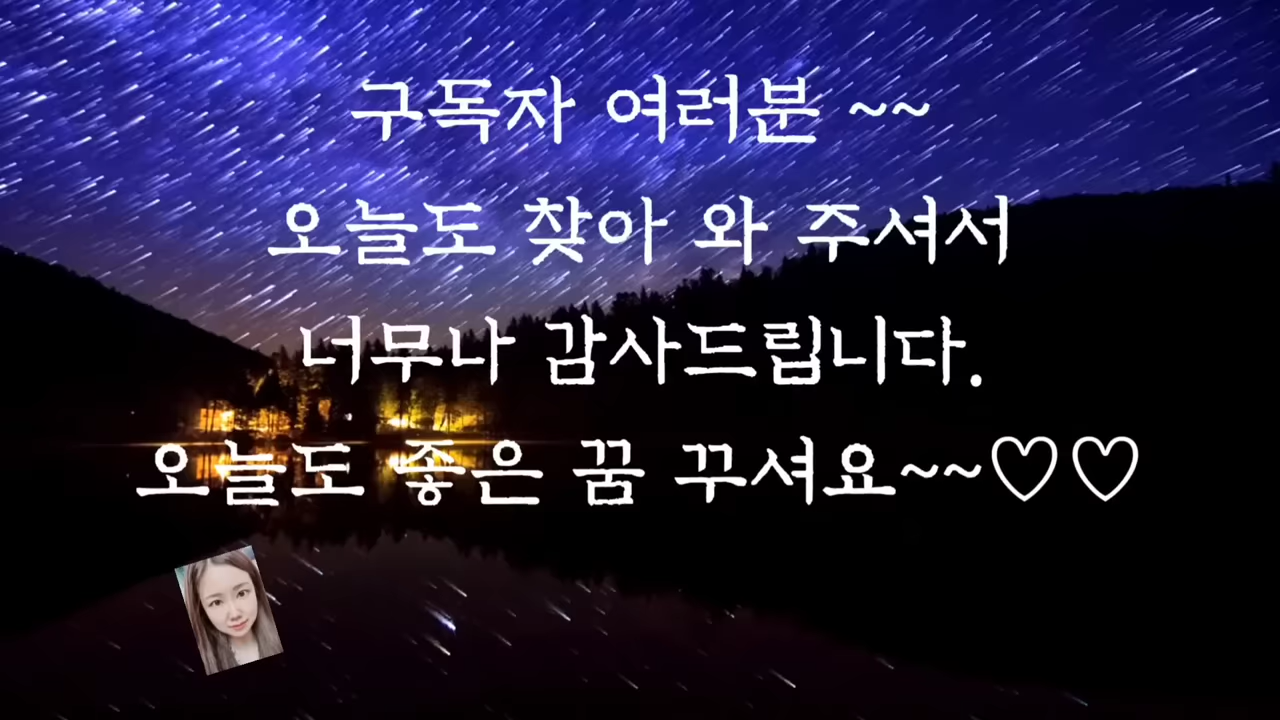 구독자 여러분 ~~
오늘도 찾아 와 주셔서
너무나 감사드립니다.
오늘도 좋은 꿈 꾸셔요~~♡♡